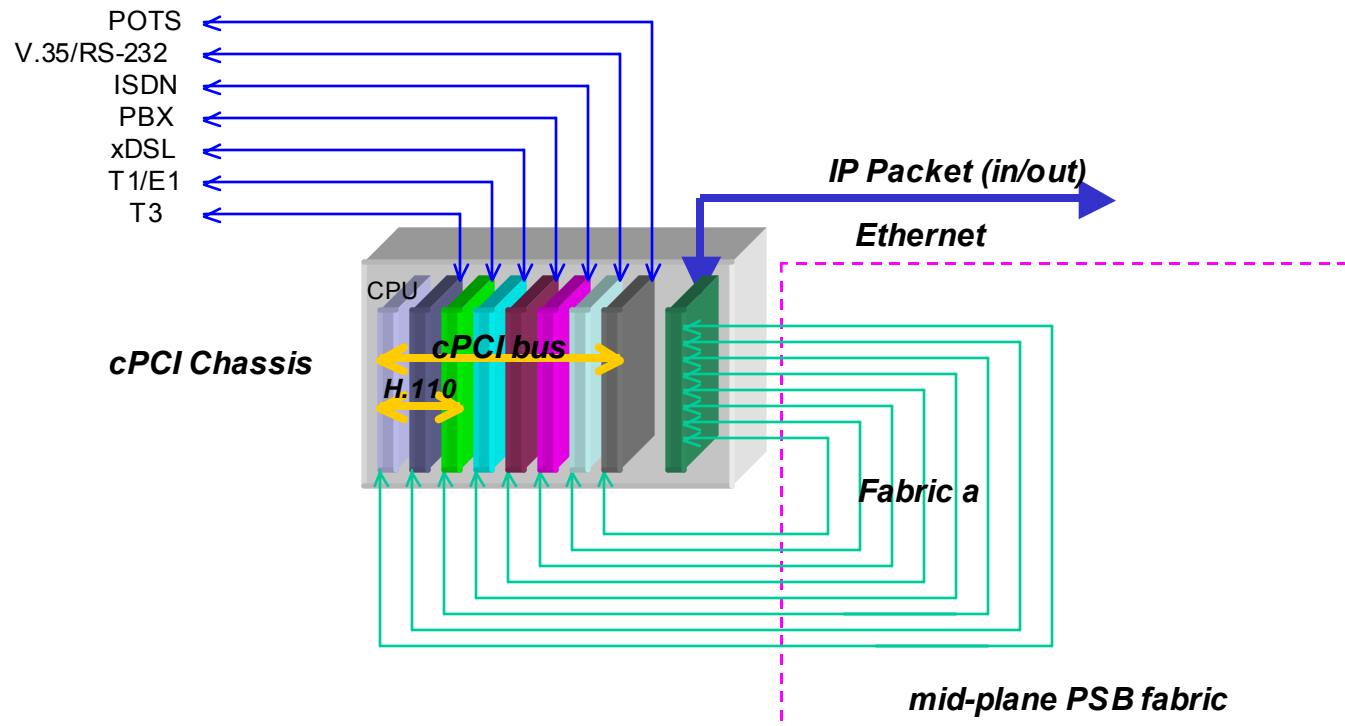 POTS
V.35/RS-232
ISDN
PBX
xDSL
T1/E1
T3
IP Packet (in/out)
Ethernet
CPU
cPCI bus
cPCI Chassis
H.110
Fabric a
mid-plane PSB fabric